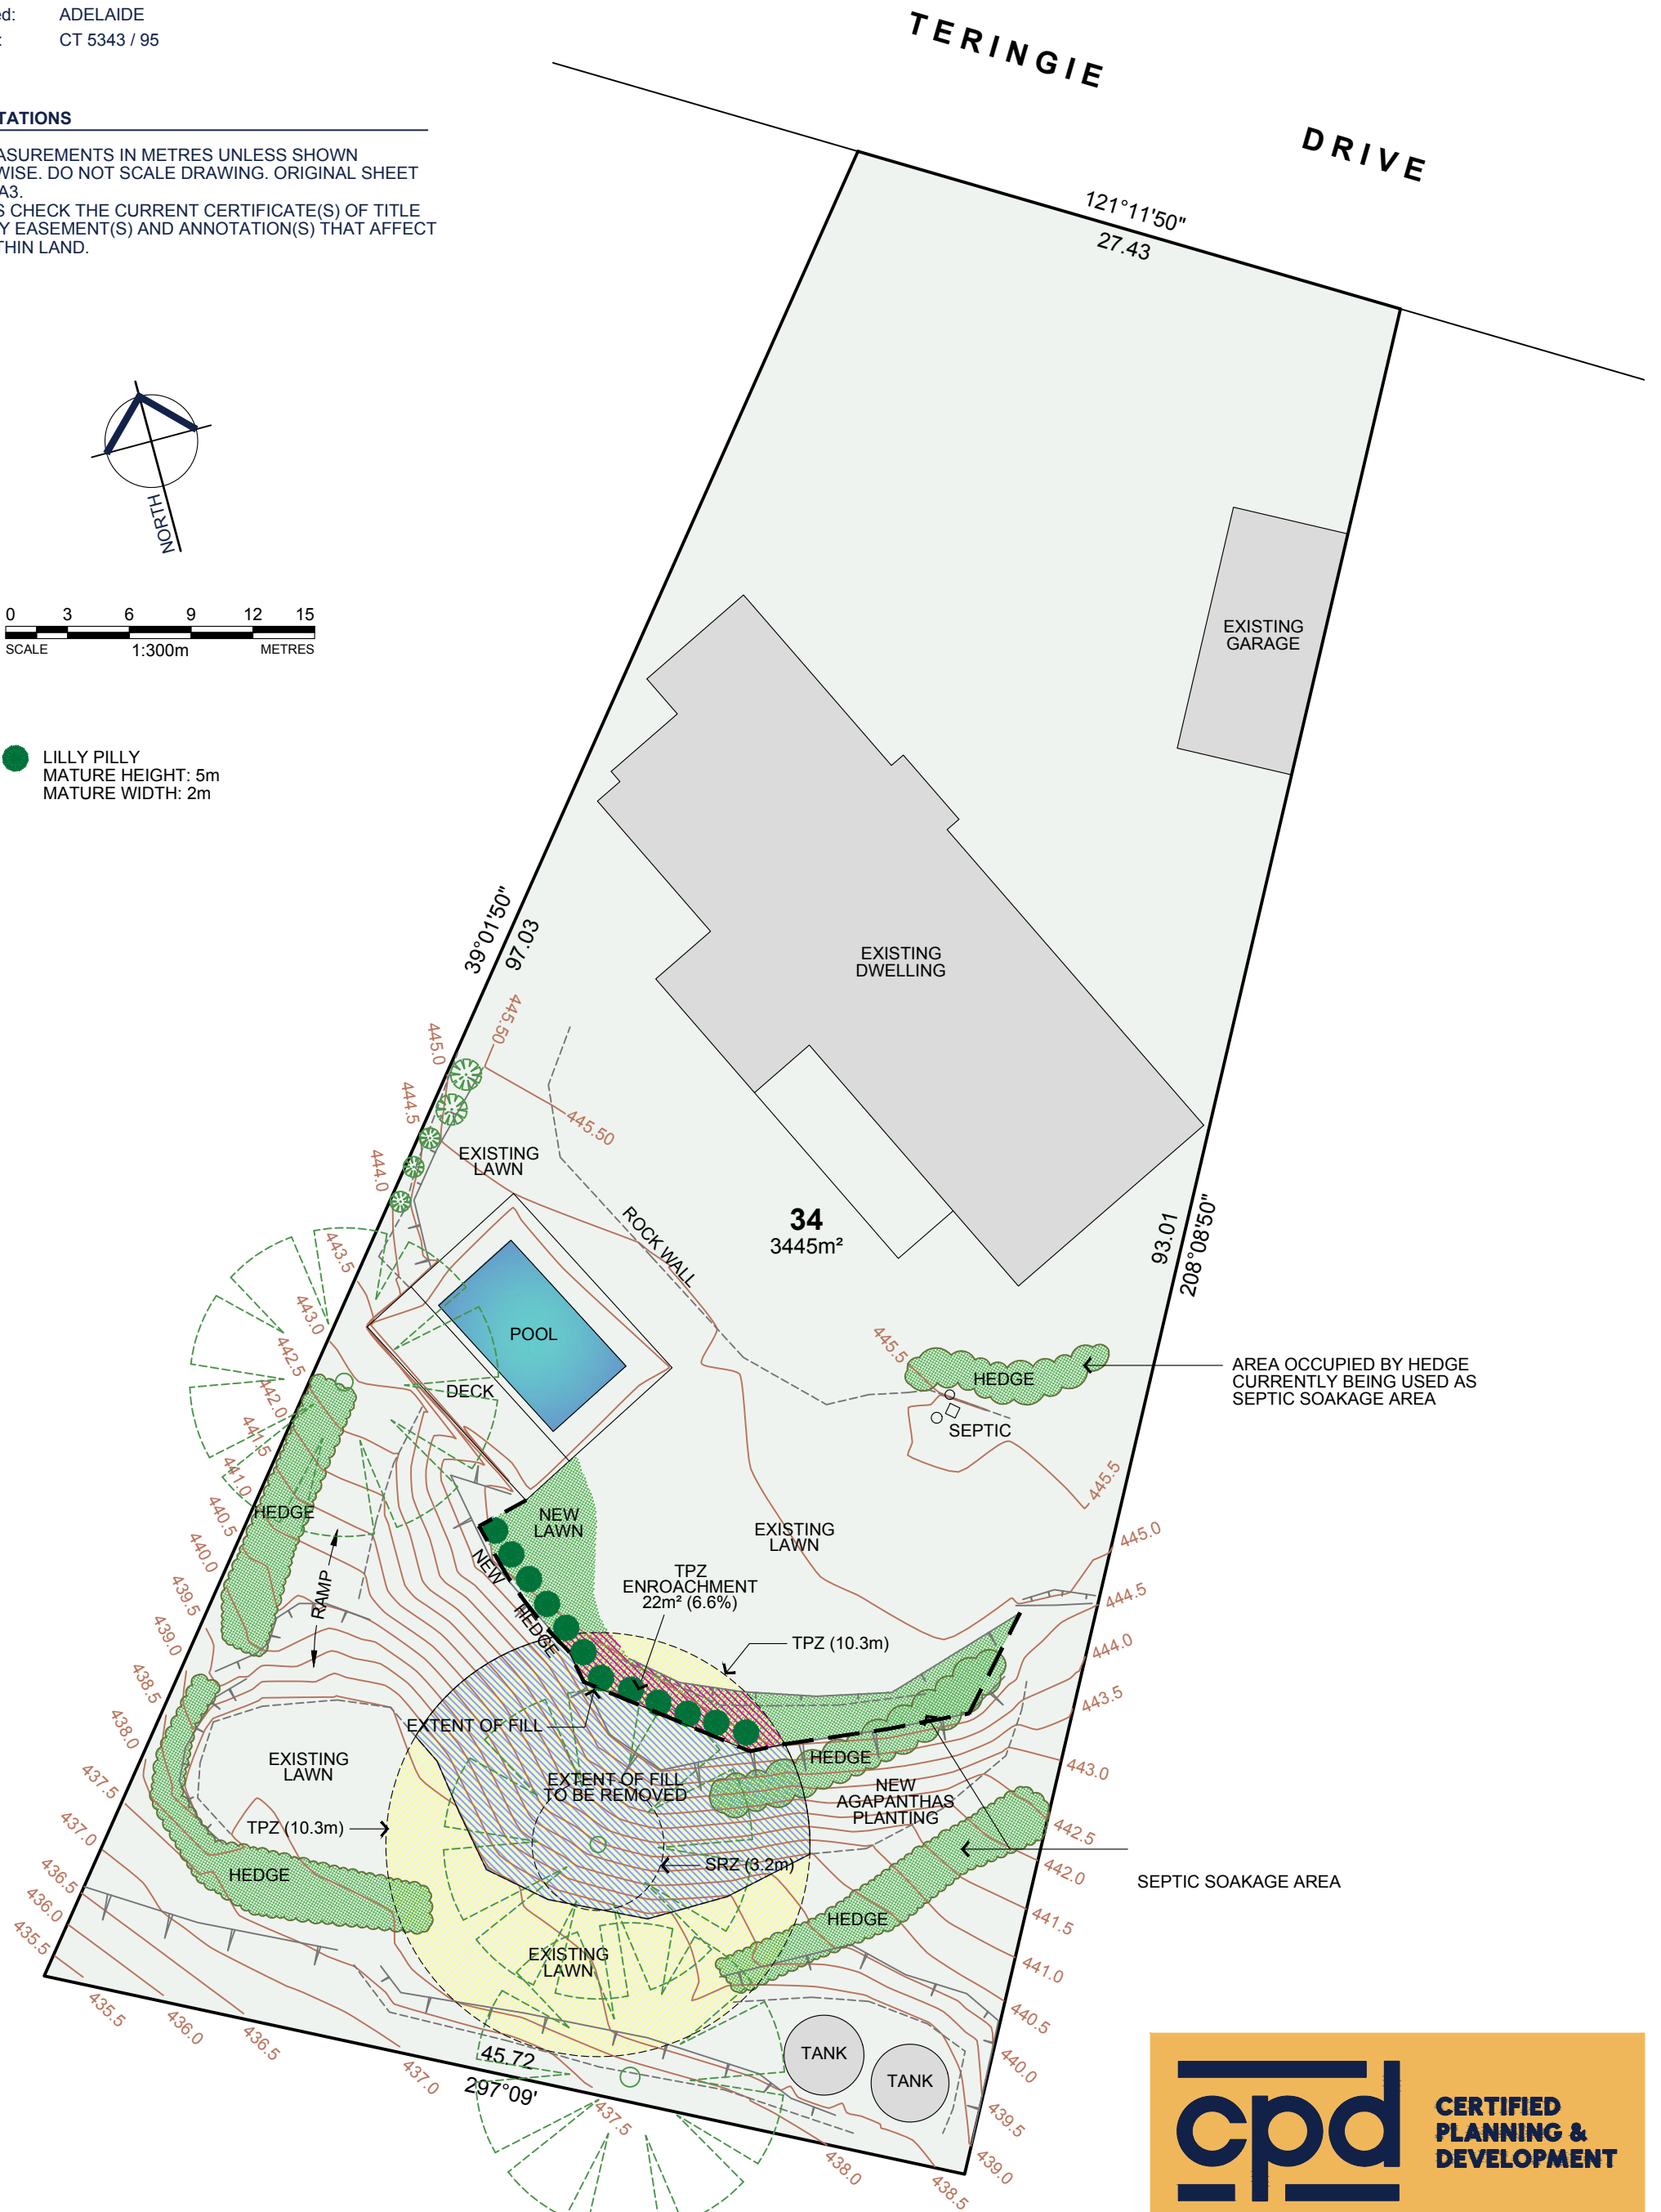 ed: ADELAIDE
: CT 5343 / 95
TATIONS
ASUREMENTS IN METRES UNLESS SHOWN
WISE. DO NOT SCALE DRAWING. ORIGINAL SHEET
A3.
S CHECK THE CURRENT CERTIFICATE(S) OF TITLE
Y EASEMENT(S) AND ANNOTATION(S) THAT AFFECT
THIN LAND.
TERINGIE
DRIVE
121°11'50"
27.43
NORTH
0 3 6 9 12 15
SCALE 1:300m METRES
EXISTING
GARAGE
LILLY PILLY
MATURE HEIGHT: 5m
MATURE WIDTH: 2m
39°01'50"
97.03
EXISTING
DWELLING
445.50
445.0
444.5
444.0
445.50
EXISTING
LAWN
ROCK WALL
34
3445m²
93.01
208°08'50"
443.5
443.0
442.5
442.0
441.5
441.0
440.5
440.0
439.5
439.0
438.5
438.0
437.5
437.0
436.5
436.0
435.5
POOL
DECK
445.5
HEDGE
SEPTIC
AREA OCCUPIED BY HEDGE
CURRENTLY BEING USED AS
SEPTIC SOAKAGE AREA
445.5
HEDGE
RAMP
NEW
LAWN
EXISTING
LAWN
NEW
HEDGE
TPZ
ENROACHMENT
22m² (6.6%)
TPZ (10.3m)
445.0
444.5
444.0
443.5
443.0
442.5
442.0
441.5
441.0
440.5
440.0
439.5
439.0
438.5
EXTENT OF FILL
EXISTING
LAWN
EXTENT OF FILL
TO BE REMOVED
HEDGE
NEW
AGAPANTHAS
PLANTING
TPZ (10.3m)
SRZ (3.2m)
HEDGE
SEPTIC SOAKAGE AREA
HEDGE
EXISTING
LAWN
TANK
TANK
45.72
297°09'
435.5
436.0
436.5
437.0
437.5
438.0
cpd
CERTIFIED
PLANNING &
DEVELOPMENT